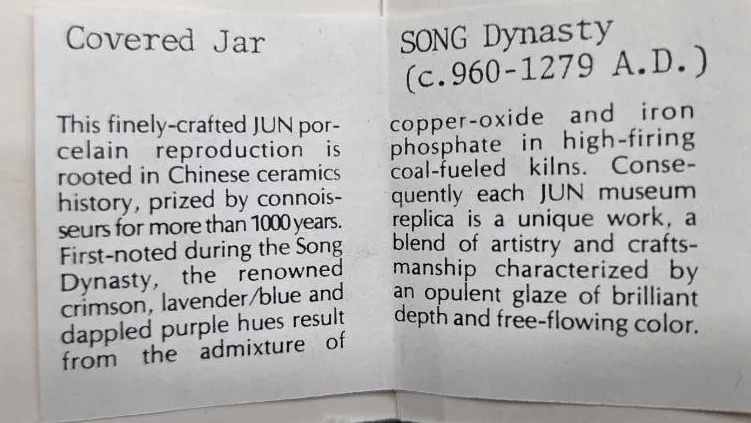 Covered Jar
This finely-crafted JUN por-
celain reproduction is
rooted in Chinese ceramics
history, prized by connois-
seurs for more than 1000 years.
First-noted during the Song
Dynasty, the renowned
crimson, lavender/blue and
dappled purple hues result
from the admixture of
SONG Dynasty
(c.960-1279 A.D.)
copper-oxide and iron
phosphate in high-firing
coal-fueled kilns. Conse-
quently each JUN museum
replica is a unique work, a
blend of artistry and crafts-
manship characterized by
an opulent glaze of brilliant
depth and free-flowing color.